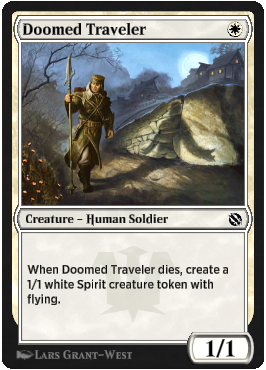 Doomed Traveler
Creature – Human Soldier
When Doomed Traveler dies, create a
1/1 white Spirit creature token with
flying.
Lars Grant-West
1/1